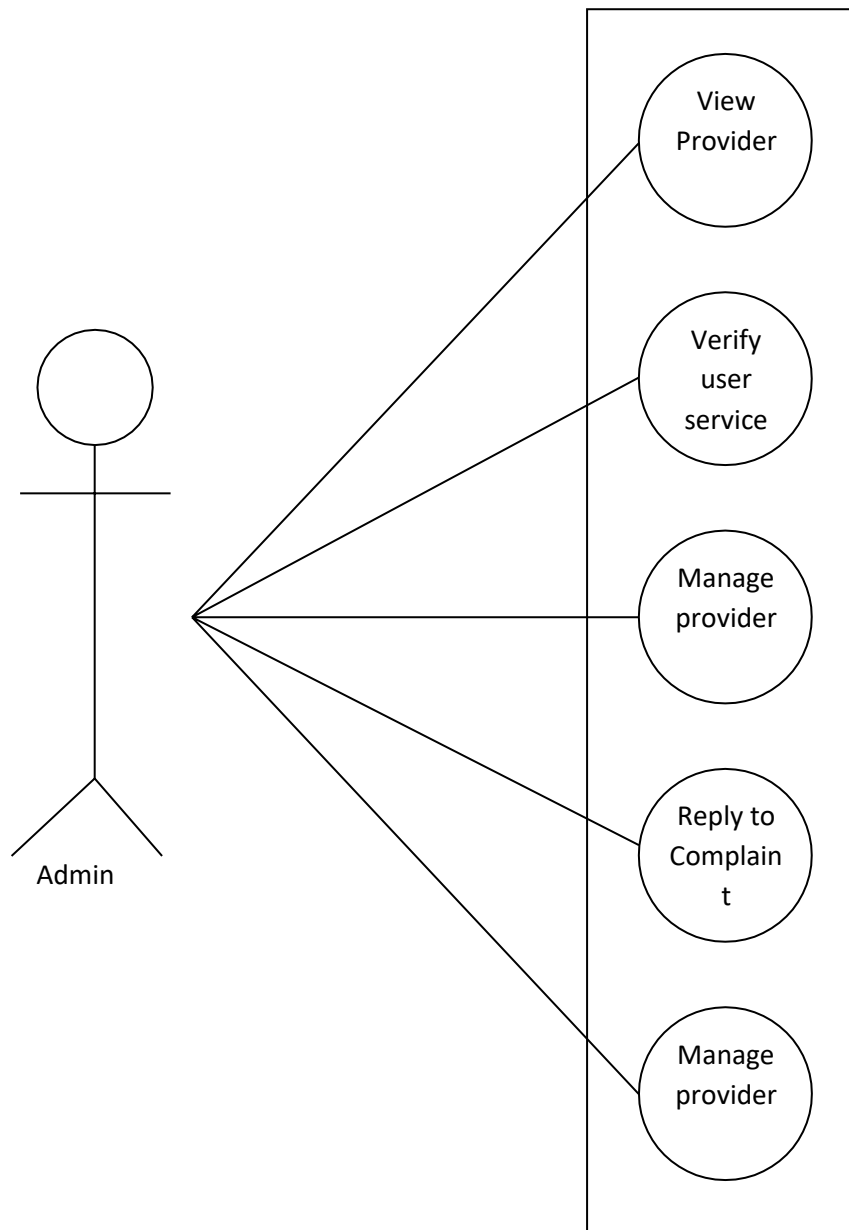 View
Provider
Verify
user
service
Manage
provider
Reply to
Complain
t
Admin
Manage
provider